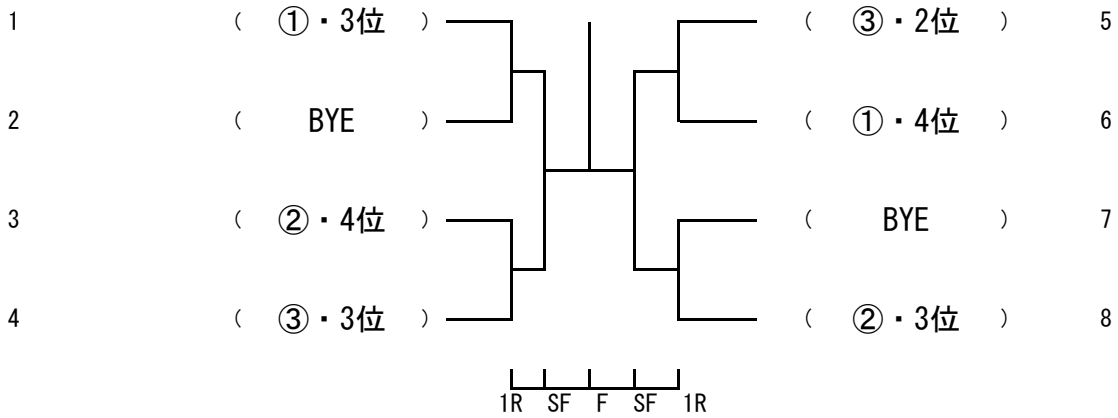 1 （ ①・3位 ） （ ③・2位 ） 5
2 （ BYE ） （ ①・4位 ） 6
3 （ ②・4位 ） （ BYE ） 7
4 （ ③・3位 ） （ ②・3位 ） 8
1R SF F SF 1R